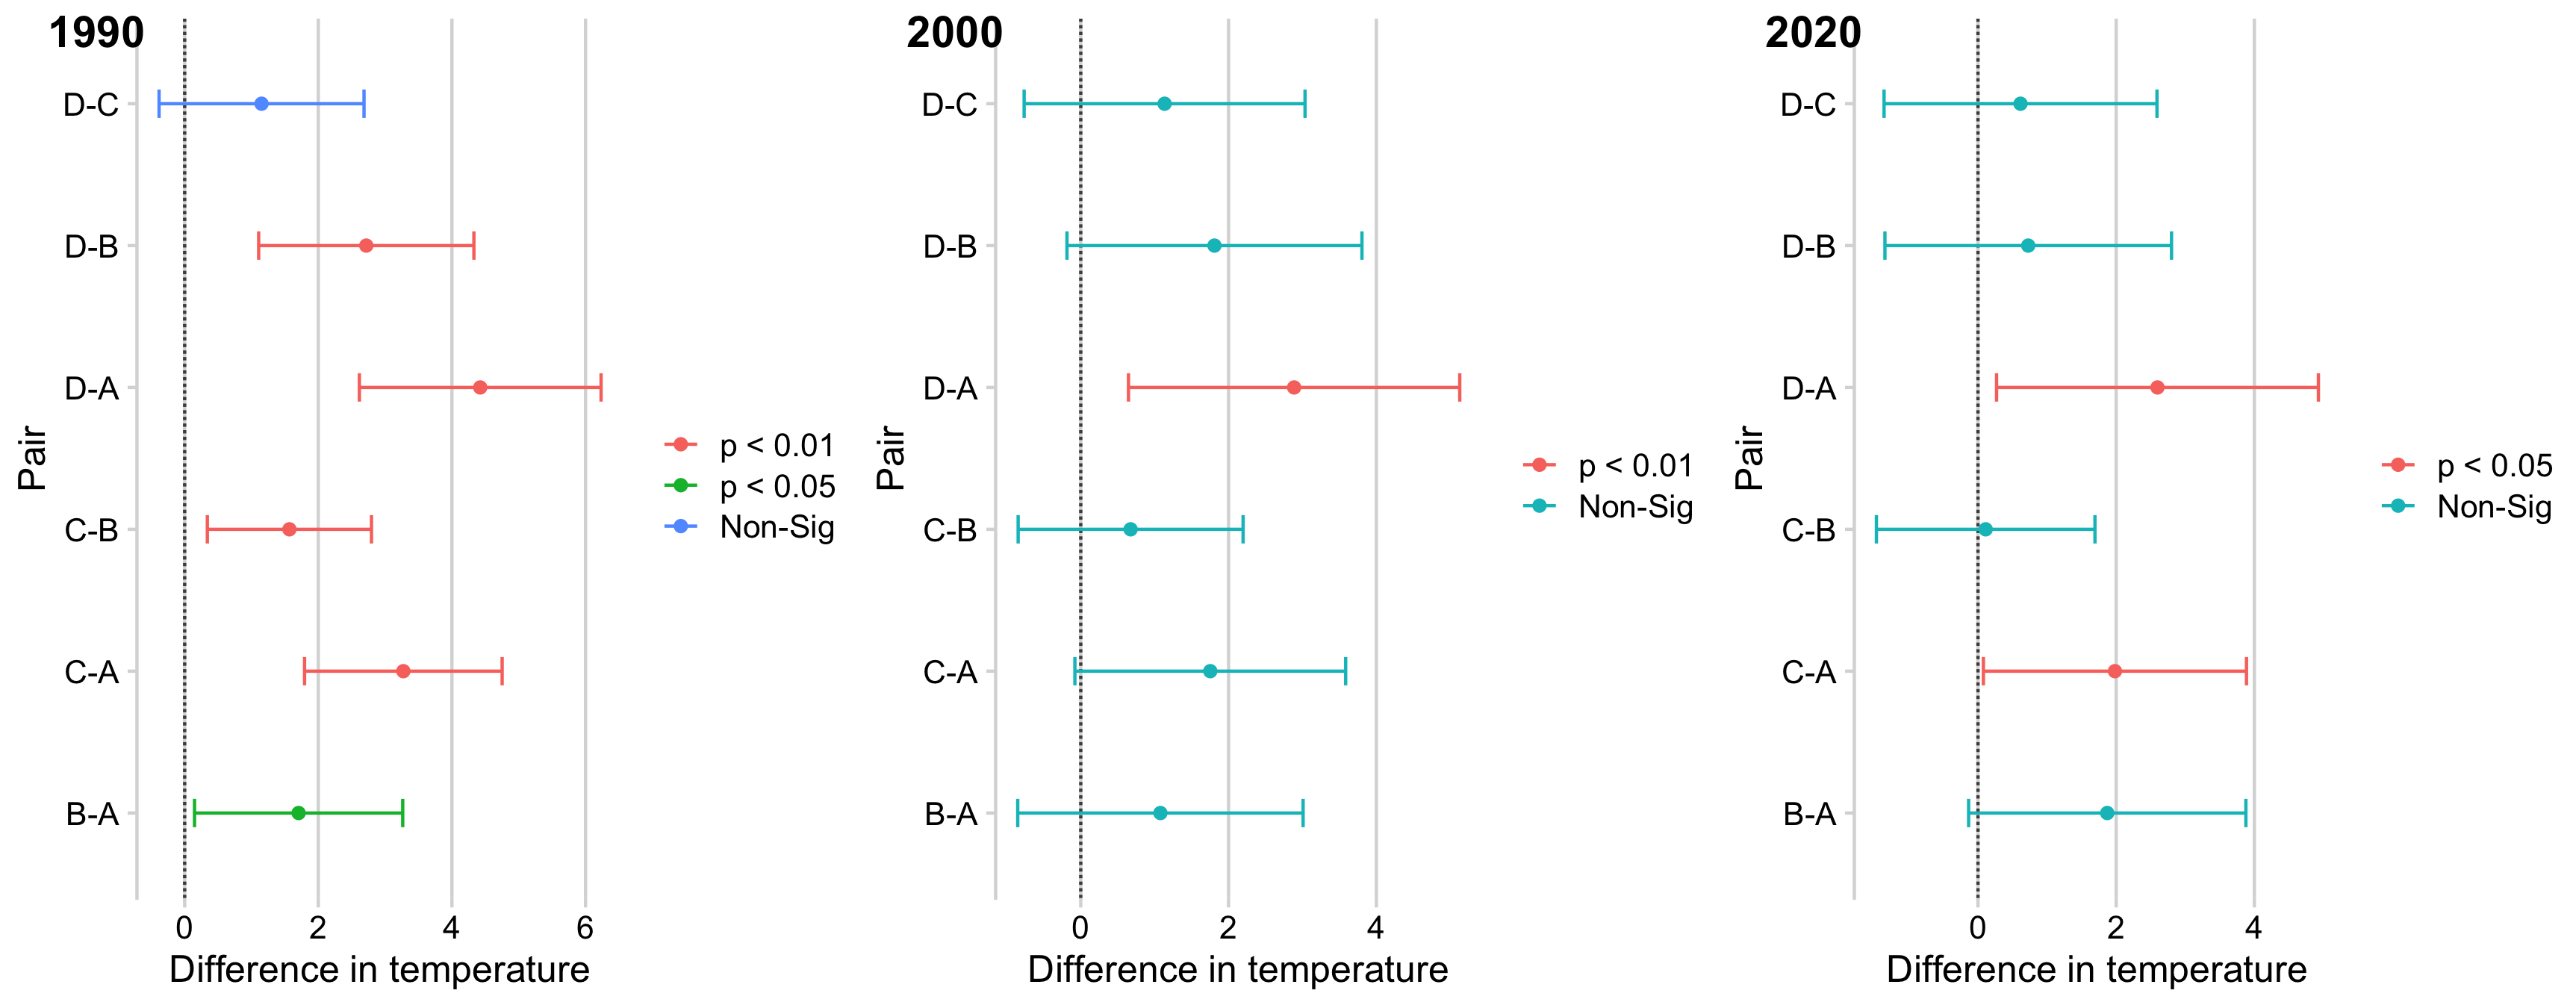 1990
D-C
D-B
D-A
C-B
C-A
B-A
Pair
0 2 4 6
Difference in temperature
p < 0.01
p < 0.05
Non-Sig
2000
D-C
D-B
D-A
C-B
C-A
B-A
Pair
0 2 4
Difference in temperature
p < 0.01
Non-Sig
2020
D-C
D-B
D-A
C-B
C-A
B-A
Pair
0 2 4
Difference in temperature
p < 0.05
Non-Sig